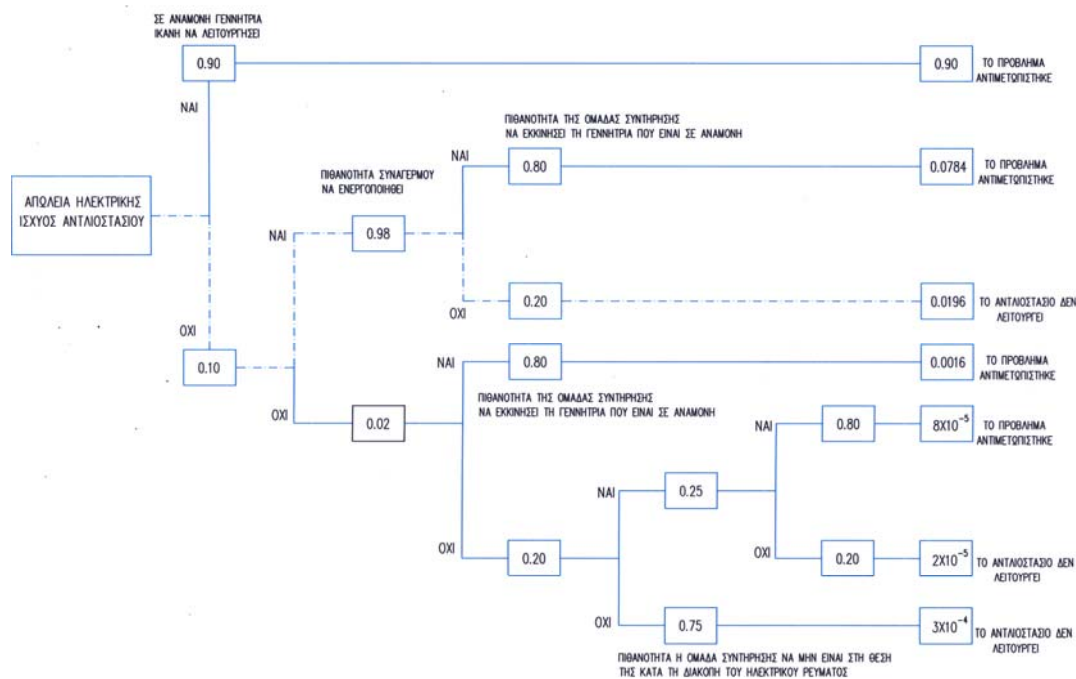 ΣΕ ΑΝΑΜΟΝΗ ΓΕΝΝΗΤΡΙΑ
ΙΚΑΝΗ ΝΑ ΛΕΙΤΟΥΡΓΗΣΕΙ
0.90
0.90
ΤΟ ΠΡΟΒΛΗΜΑ
ΑΝΤΙΜΕΤΩΠΙΣΤΗΚΕ
ΝΑΙ
ΠΙΘΑΝΟΤΗΤΑ ΤΗΣ ΟΜΑΔΑΣ ΣΥΝΤΗΡΗΣΗΣ
ΝΑ ΕΚΚΙΝΗΣΕΙ ΤΗ ΓΕΝΝΗΤΡΙΑ ΠΟΥ ΕΙΝΑΙ ΣΕ ΑΝΑΜΟΝΗ
ΝΑΙ
0.80
0.0784
ΤΟ ΠΡΟΒΛΗΜΑ
ΑΝΤΙΜΕΤΩΠΙΣΤΗΚΕ
ΠΙΘΑΝΟΤΗΤΑ ΣΥΝΑΓΕΡΜΟΥ
ΝΑ ΕΝΕΡΓΟΠΟΙΗΘΕΙ
ΑΠΩΛΕΙΑ ΗΛΕΚΤΡΙΚΗΣ
ΙΣΧΥΟΣ ΑΝΤΛΙΟΣΤΑΣΙΟΥ
ΝΑΙ
0.98
ΟΧΙ
0.20
0.0196
ΤΟ ΑΝΤΛΙΟΣΤΑΣΙΟ ΔΕΝ
ΛΕΙΤΟΥΡΓΕΙ
ΟΧΙ
0.10
ΝΑΙ
0.80
0.0016
ΤΟ ΠΡΟΒΛΗΜΑ
ΑΝΤΙΜΕΤΩΠΙΣΤΗΚΕ
ΠΙΘΑΝΟΤΗΤΑ ΤΗΣ ΟΜΑΔΑΣ ΣΥΝΤΗΡΗΣΗΣ
ΝΑ ΕΚΚΙΝΗΣΕΙ ΤΗ ΓΕΝΝΗΤΡΙΑ ΠΟΥ ΕΙΝΑΙ ΣΕ ΑΝΑΜΟΝΗ
ΟΧΙ
0.02
ΝΑΙ
0.80
8X10⁻⁵
ΤΟ ΠΡΟΒΛΗΜΑ
ΑΝΤΙΜΕΤΩΠΙΣΤΗΚΕ
ΝΑΙ
0.25
ΟΧΙ
0.20
ΟΧΙ
0.20
2X10⁻⁵
ΤΟ ΑΝΤΛΙΟΣΤΑΣΙΟ ΔΕΝ
ΛΕΙΤΟΥΡΓΕΙ
ΟΧΙ
0.75
3X10⁻⁴
ΤΟ ΑΝΤΛΙΟΣΤΑΣΙΟ ΔΕΝ
ΛΕΙΤΟΥΡΓΕΙ
ΠΙΘΑΝΟΤΗΤΑ Η ΟΜΑΔΑ ΣΥΝΤΗΡΗΣΗΣ ΝΑ ΜΗΝ ΕΙΝΑΙ ΣΤΗ ΘΕΣΗ
ΤΗΣ ΚΑΤΑ ΤΗ ΔΙΑΚΟΠΗ ΤΟΥ ΗΛΕΚΤΡΙΚΟΥ ΡΕΥΜΑΤΟΣ